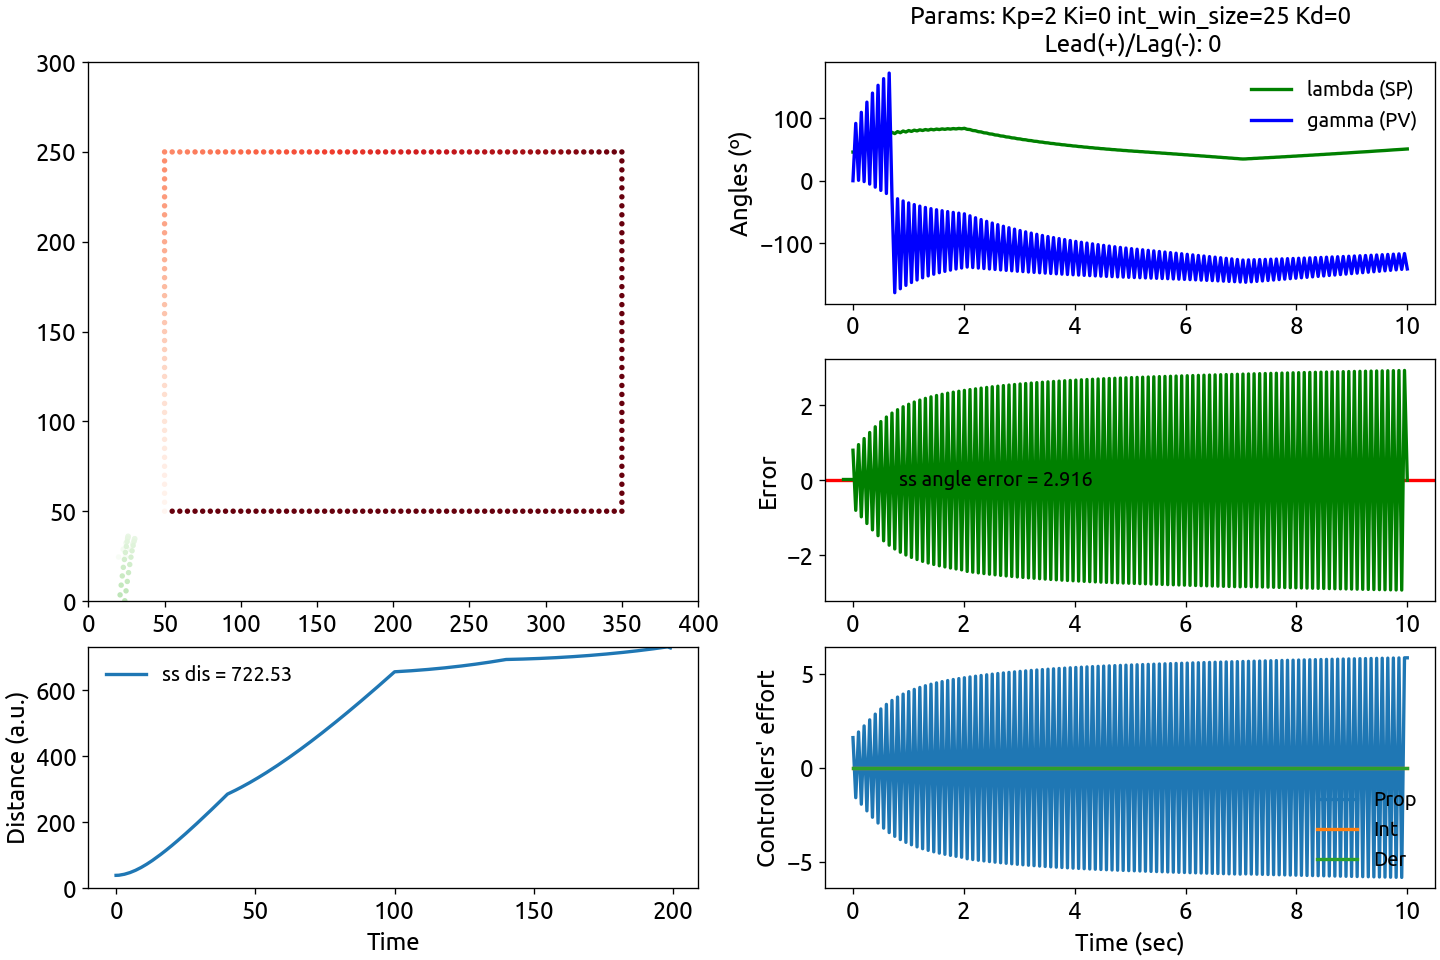 Params: Kp=2 Ki=0 int_win_size=25 Kd=0
Lead(+)/Lag(-): 0
300
250
200
150
100
50
0
0 50 100 150 200 250 300 350 400
lambda (SP)
gamma (PV)
Angles (º)
100
0
−100
0 2 4 6 8 10
Error
2
0
−2
ss angle error = 2.916
0 2 4 6 8 10
ss dis = 722.53
Distance (a.u.)
600
400
200
0
0 50 100 150 200
Time
Controllers' effort
5
0
−5
Prop
Int
Der
0 2 4 6 8 10
Time (sec)